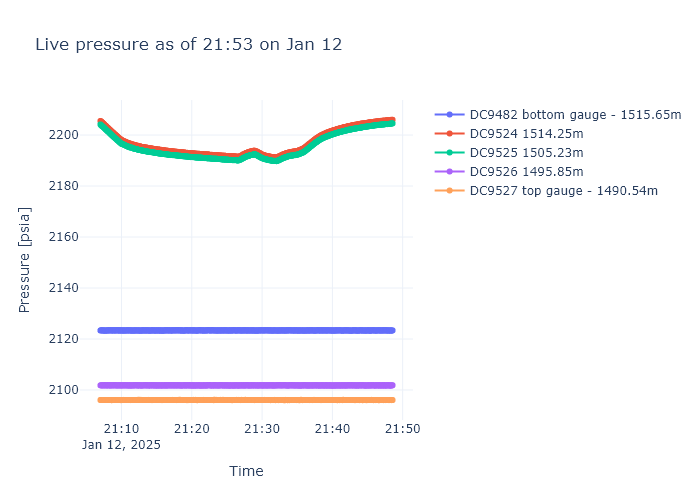 Live pressure as of 21:53 on Jan 12
DC9482 bottom gauge - 1515.65m
DC9524 1514.25m
DC9525 1505.23m
DC9526 1495.85m
DC9527 top gauge - 1490.54m
Pressure [psia]
2200
2180
2160
2140
2120
2100
21:10
21:20
21:30
21:40
21:50
Jan 12, 2025
Time